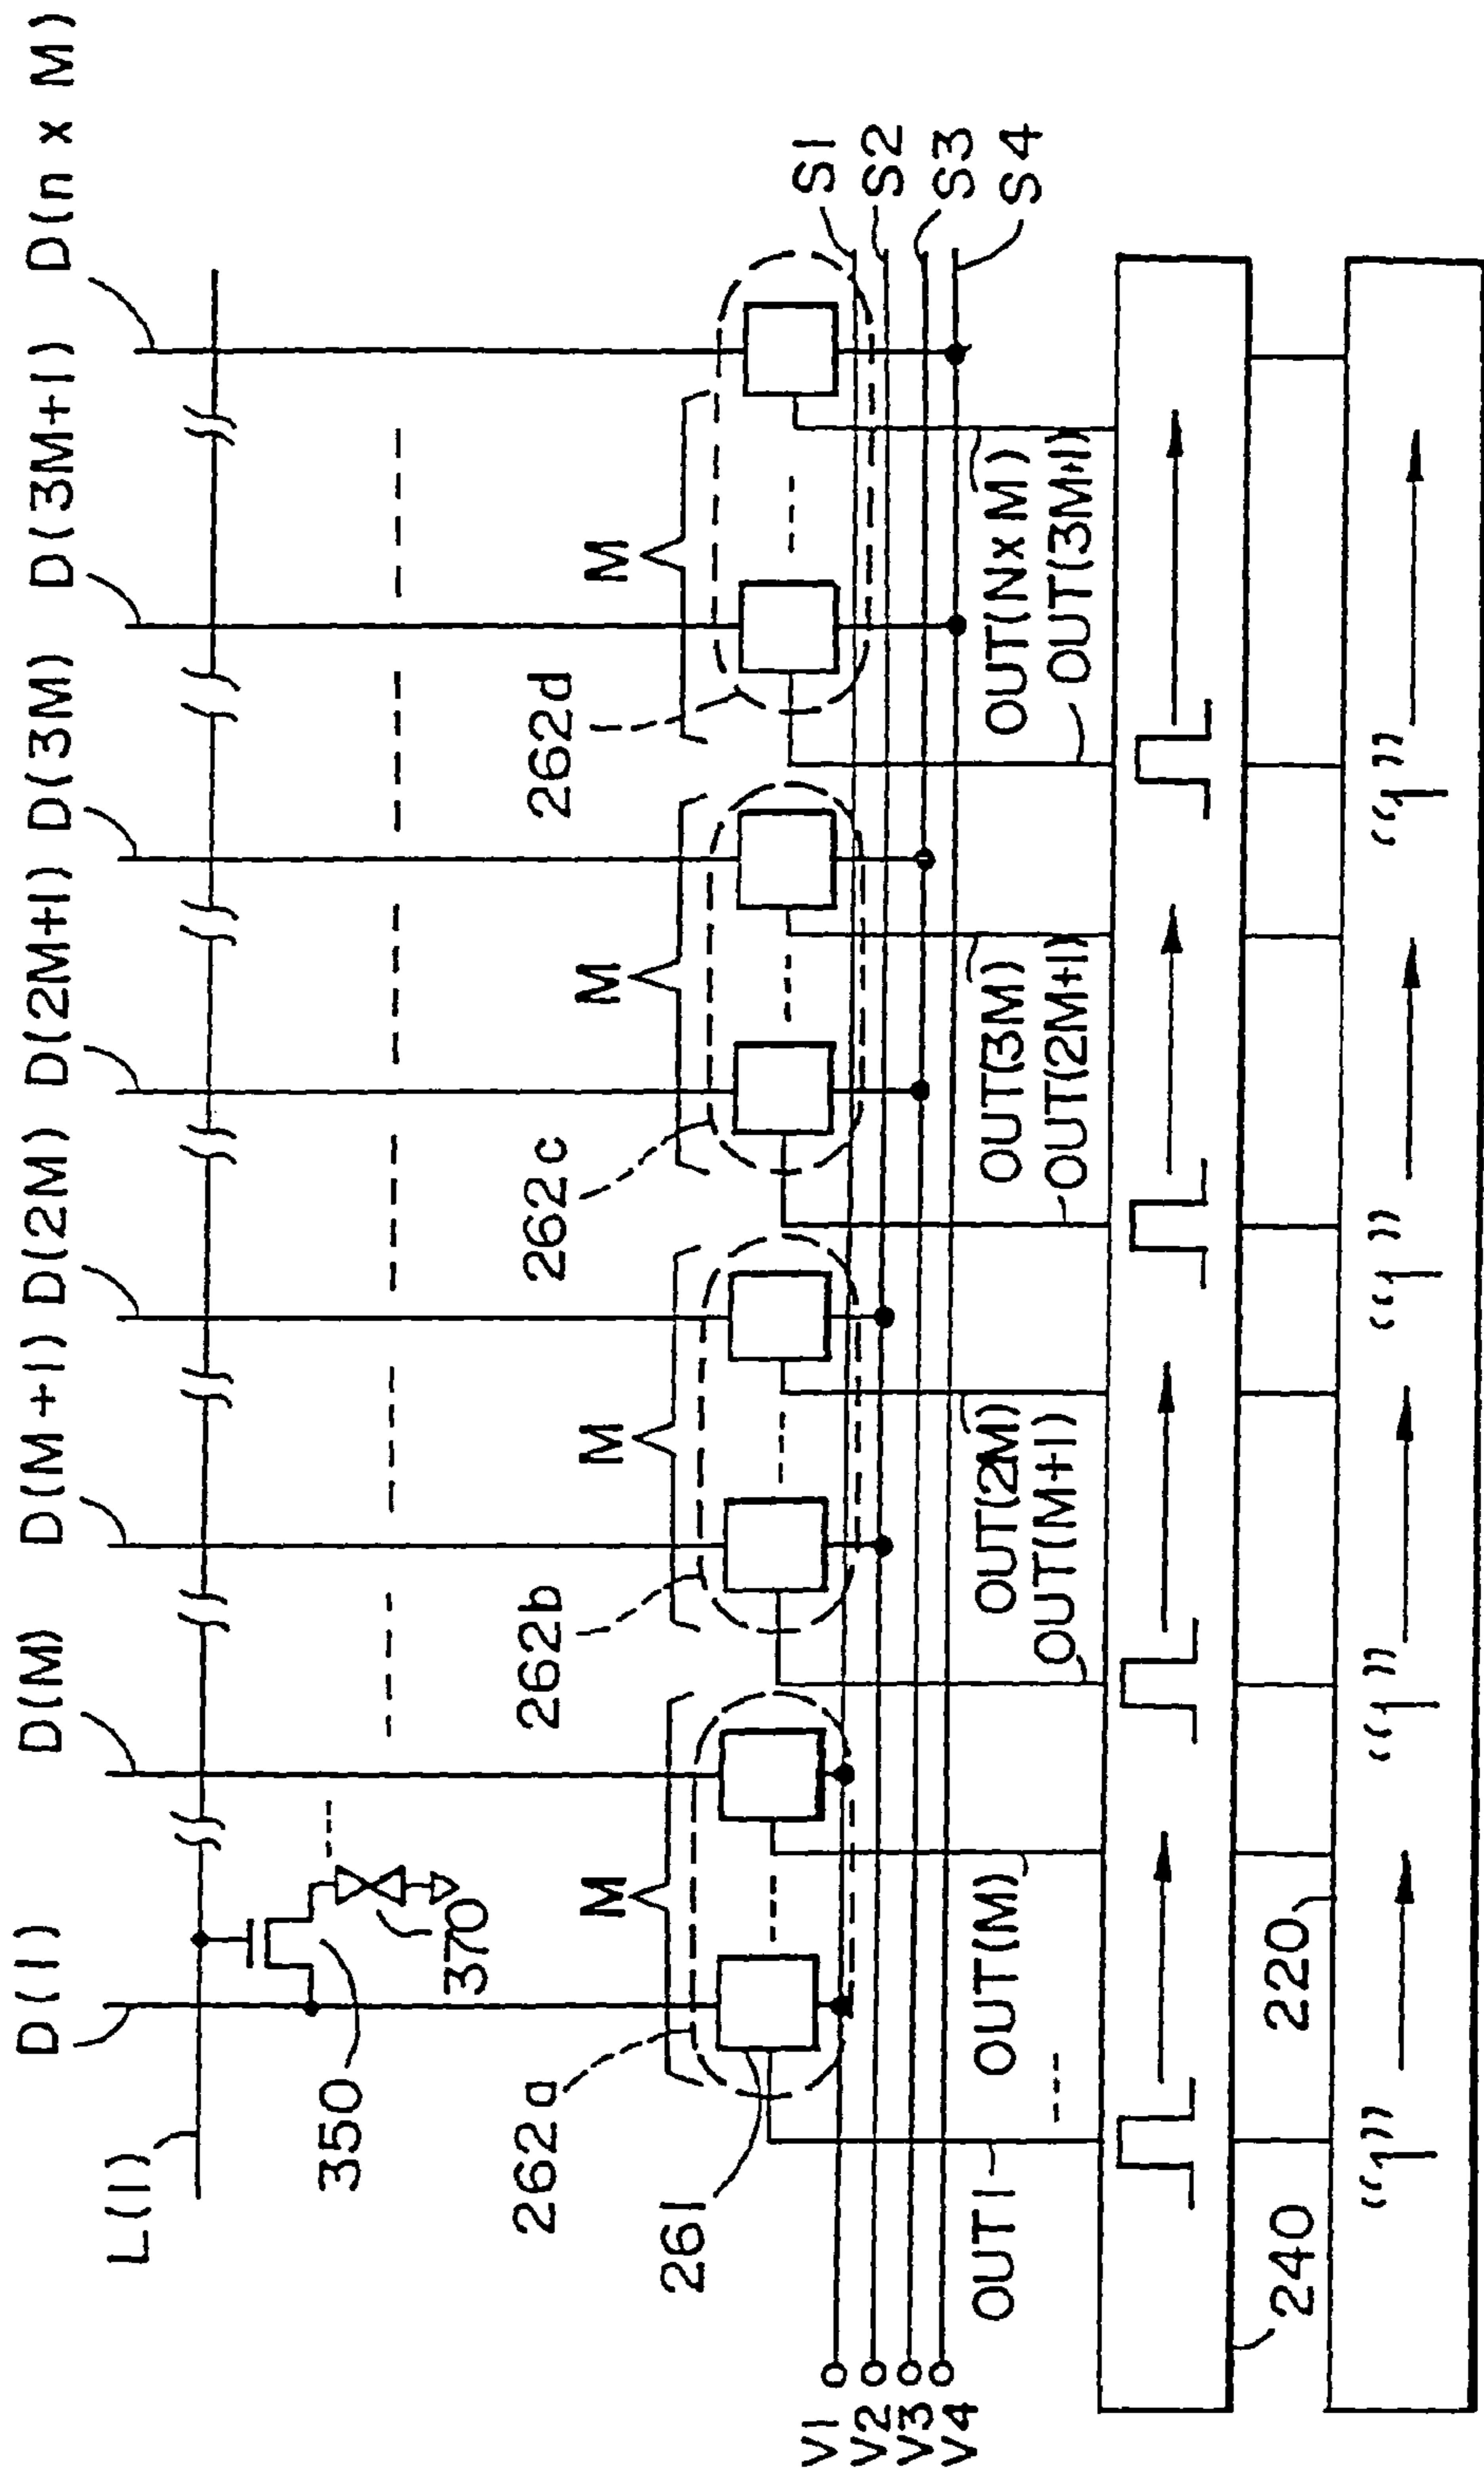 D(1) D(M) D(M+1) D(2M) D(2M+1) D(3M) D(3M+1) D(n x M)
L(1)
350
370
M M M M
262a 262b 262c 262d
261
S1
S2
S3
S4
V1
V2
V3
V4
OUT1 OUT(M) OUT(2M) OUT(3M) OUT(N x M)
OUT(M+1) OUT(2M+1) OUT(3M+1)
240 220
“1” “1” “1” “1”